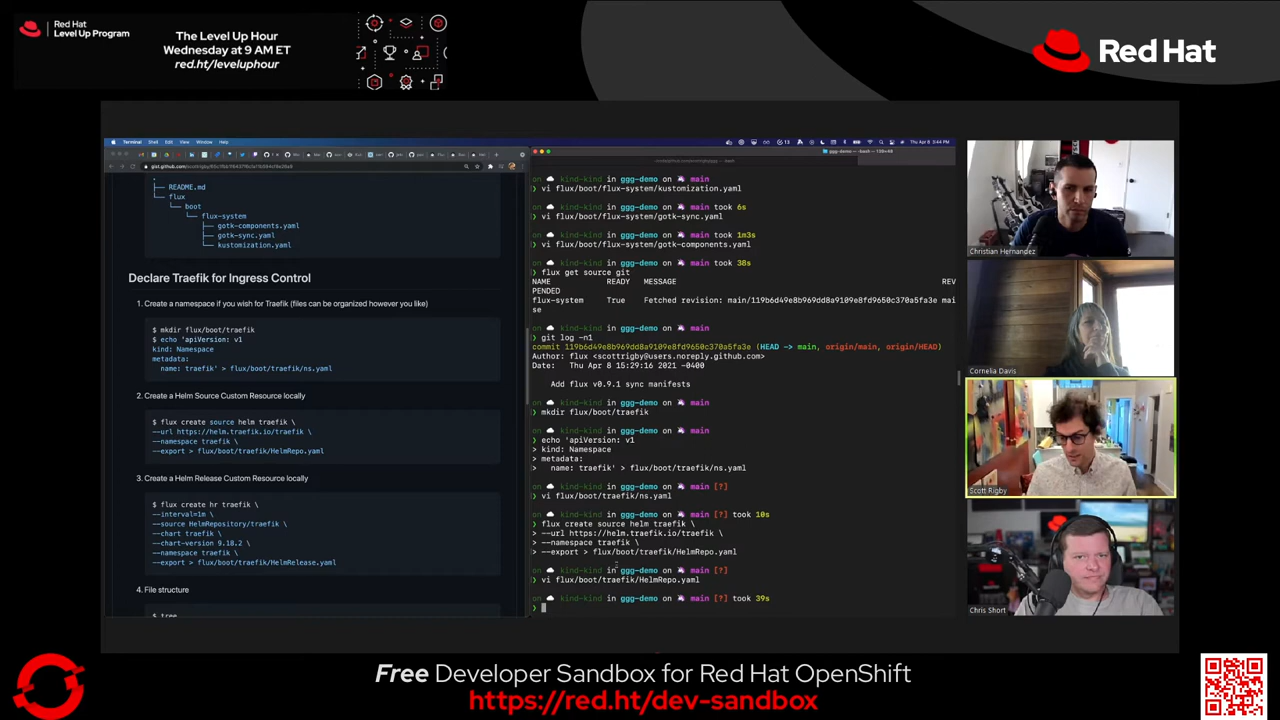 Red Hat
Level Up Program
The Level Up Hour
Wednesday at 9 AM ET
red.ht/leveluphour
Red Hat
Terminal Shell Edit View Window Help
Thu Apr 8 3:44 PM
README.md
flux
boot
flux-system
gotk-components.yaml
gotk-sync.yaml
kustomization.yaml
Declare Traefik for Ingress Control
1. Create a namespace if you wish for Traefik (files can be organized however you like)
$ mkdir flux/boot/traefik
$ echo 'apiVersion: v1
kind: Namespace
metadata:
name: traefik' > flux/boot/traefik/ns.yaml
2. Create a Helm Source Custom Resource locally
$ flux create source helm traefik \
--url https://helm.traefik.io/traefik \
--namespace traefik \
--export > flux/boot/traefik/HelmRepo.yaml
3. Create a Helm Release Custom Resource locally
$ flux create hr traefik \
--interval=1m \
--source HelmRepository/traefik \
--chart traefik \
--chart-version 9.18.2 \
--namespace traefik \
--export > flux/boot/traefik/HelmRelease.yaml
4. File structure
$ tree
on kind-kind in ggg-demo on main
❯ vi flux/boot/flux-system/kustomization.yaml
on kind-kind in ggg-demo on main took 6s
❯ vi flux/boot/flux-system/gotk-sync.yaml
on kind-kind in ggg-demo on main took 1m3s
❯ vi flux/boot/flux-system/gotk-components.yaml
on kind-kind in ggg-demo on main took 38s
❯ flux get source git
NAME READY MESSAGE REV
PENDED
flux-system True Fetched revision: main/119b6d49e8b969dd8a9109e8fd9650c370a5fa3e mai
se
on kind-kind in ggg-demo on main
❯ git log -n1
commit 119b6d49e8b969dd8a9109e8fd9650c370a5fa3e (HEAD -> main, origin/main, origin/HEAD)
Author: flux <scottrigby@users.noreply.github.com>
Date: Thu Apr 8 15:29:16 2021 -0400
Add flux v0.9.1 sync manifests
on kind-kind in ggg-demo on main
❯ mkdir flux/boot/traefik
on kind-kind in ggg-demo on main
❯ echo 'apiVersion: v1
> kind: Namespace
> metadata:
> name: traefik' > flux/boot/traefik/ns.yaml
on kind-kind in ggg-demo on main [?]
❯ vi flux/boot/traefik/ns.yaml
on kind-kind in ggg-demo on main [?] took 10s
❯ flux create source helm traefik \
> --url https://helm.traefik.io/traefik \
> --namespace traefik \
> --export > flux/boot/traefik/HelmRepo.yaml
on kind-kind in ggg-demo on main [?]
❯ vi flux/boot/traefik/HelmRepo.yaml
on kind-kind in ggg-demo on main [?] took 39s
❯
Christian Hernandez
Cornelia Davis
Scott Rigby
Chris Short
Free Developer Sandbox for Red Hat OpenShift
https://red.ht/dev-sandbox